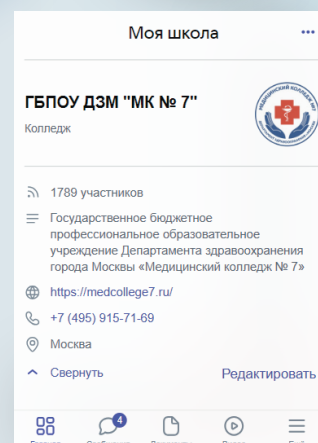 Моя школа
ГБПОУ ДЗМ "МК № 7"
Колледж
1789 участников
Государственное бюджетное
профессиональное образовательное
учреждение Департамента здравоохранения
города Москвы «Медицинский колледж № 7»
https://medcollege7.ru/
+7 (495) 915-71-69
Москва
Свернуть
Редактировать
4